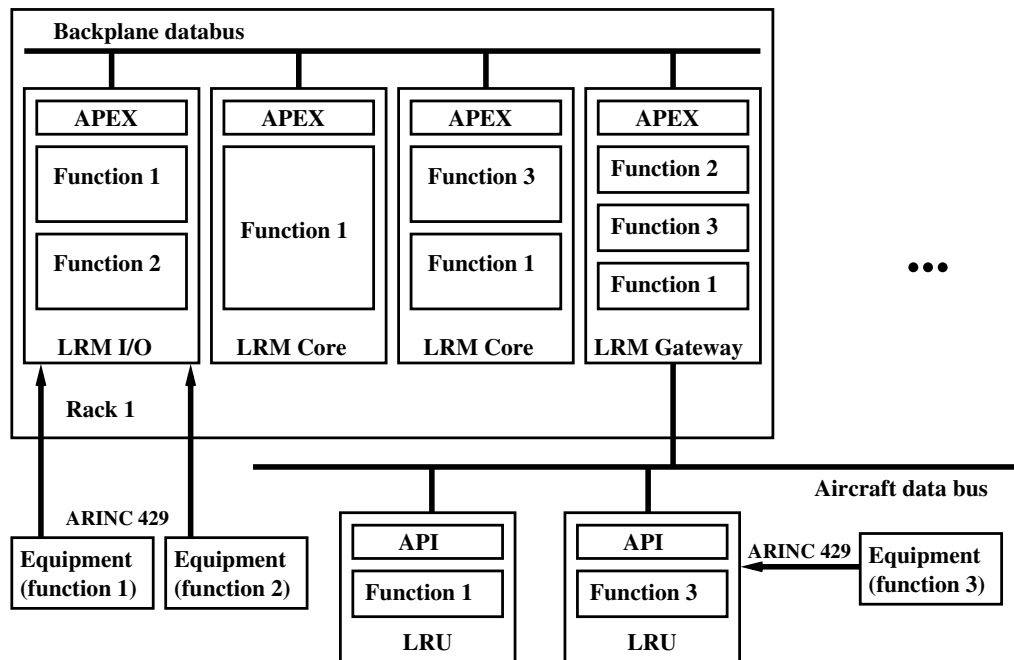 Backplane databus
APEX
Function 1
Function 2
LRM I/O
APEX
Function 1
LRM Core
APEX
Function 3
Function 1
LRM Core
APEX
Function 2
Function 3
Function 1
LRM Gateway
•••
Rack 1
Aircraft data bus
ARINC 429
Equipment
(function 1)
Equipment
(function 2)
API
Function 1
LRU
API
Function 3
LRU
ARINC 429
Equipment
(function 3)